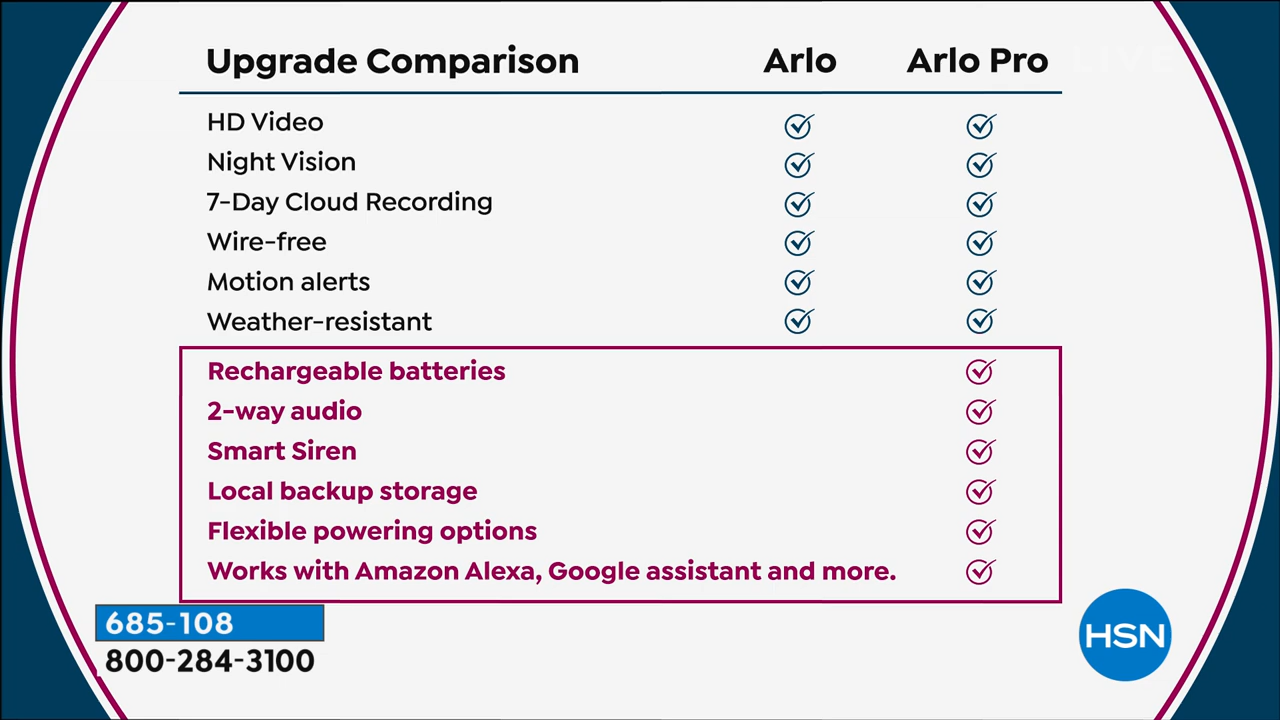 Upgrade Comparison Arlo Arlo Pro LIVE
HD Video
Night Vision
7-Day Cloud Recording
Wire-free
Motion alerts
Weather-resistant
Rechargeable batteries
2-way audio
Smart Siren
Local backup storage
Flexible powering options
Works with Amazon Alexa, Google assistant and more.
685-108
800-284-3100
HSN